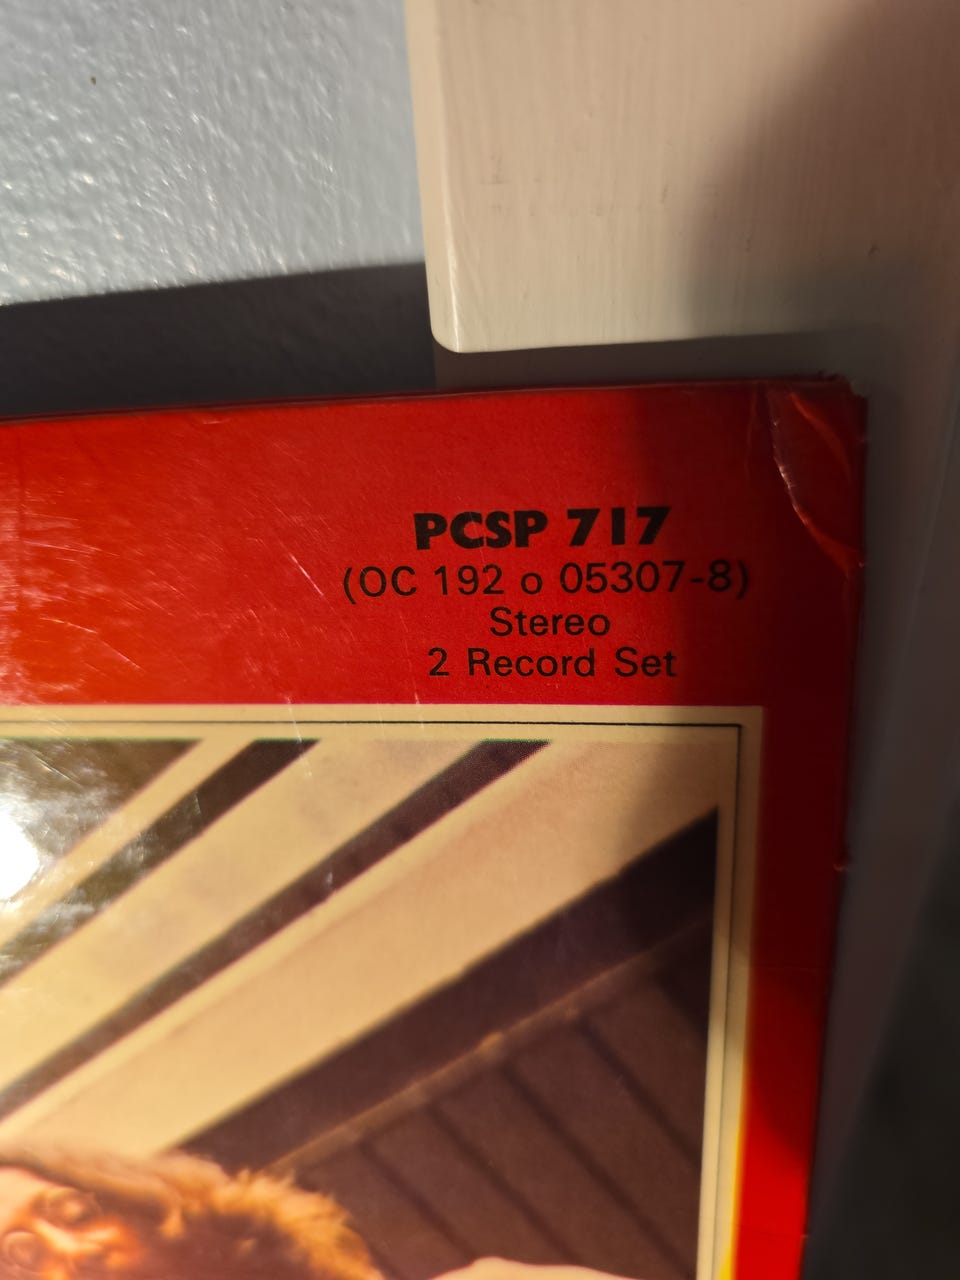 PCSP 717
(OC 192 o 05307-8)
Stereo
2 Record Set